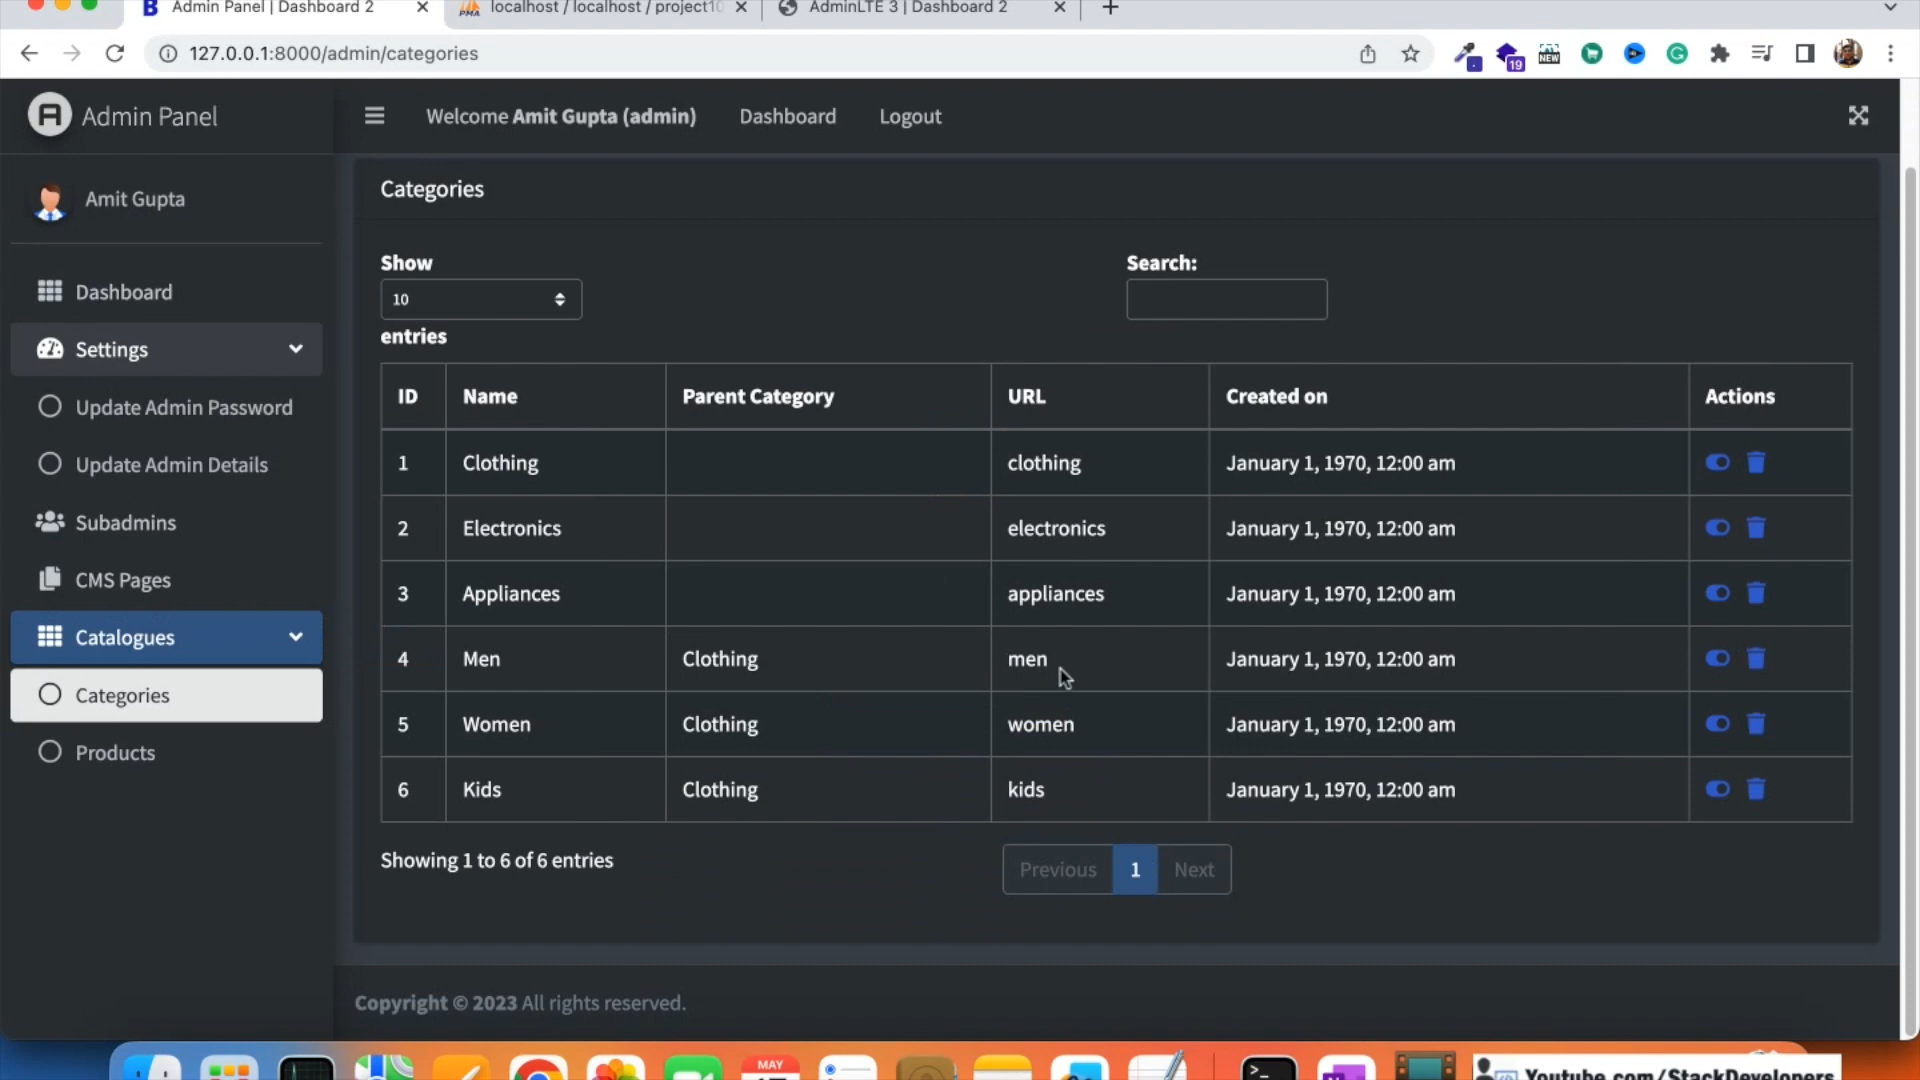 Admin Panel | Dashboard 2
localhost / localhost / project10
AdminLTE 3 | Dashboard 2
127.0.0.1:8000/admin/categories
19
NEW
Admin Panel
Welcome Amit Gupta (admin)
Dashboard
Logout
Amit Gupta
Dashboard
Settings
Update Admin Password
Update Admin Details
Subadmins
CMS Pages
Catalogues
Categories
Products
Categories
Show
10
entries
Search:
ID Name Parent Category URL Created on Actions
1 Clothing clothing January 1, 1970, 12:00 am
2 Electronics electronics January 1, 1970, 12:00 am
3 Appliances appliances January 1, 1970, 12:00 am
4 Men Clothing men January 1, 1970, 12:00 am
5 Women Clothing women January 1, 1970, 12:00 am
6 Kids Clothing kids January 1, 1970, 12:00 am
Showing 1 to 6 of 6 entries
Previous 1 Next
Copyright © 2023 All rights reserved.
MAY
Youtube.com/StackDevelopers